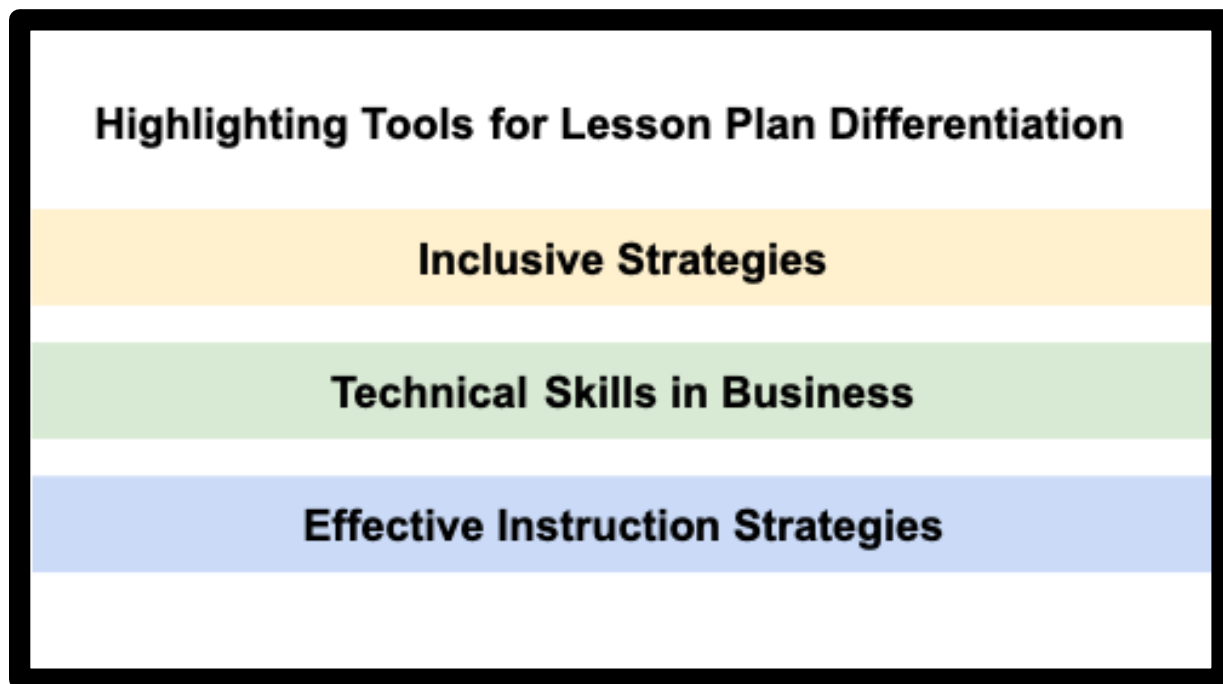 Highlighting Tools for Lesson Plan Differentiation
Inclusive Strategies
Technical Skills in Business
Effective Instruction Strategies